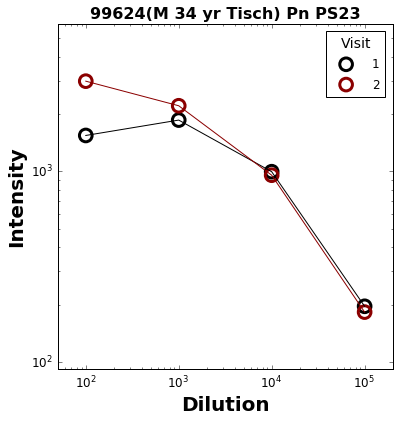 99624(M 34 yr Tisch) Pn PS23
Visit
1
2
Intensity
10³
10²
10² 10³ 10⁴ 10⁵
Dilution